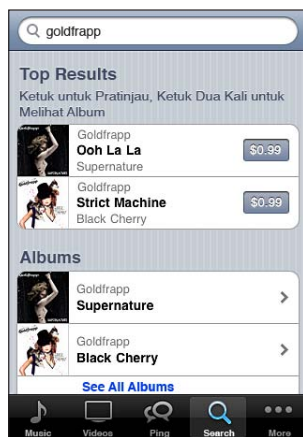 goldfrapp
Top Results
Ketuk untuk Pratinjau, Ketuk Dua Kali untuk
Melihat Album
Goldfrapp
Ooh La La
Supernature
$0.99
Goldfrapp
Strict Machine
Black Cherry
$0.99
Albums
Goldfrapp
Supernature
Goldfrapp
Black Cherry
See All Albums
Music Videos Ping Search More